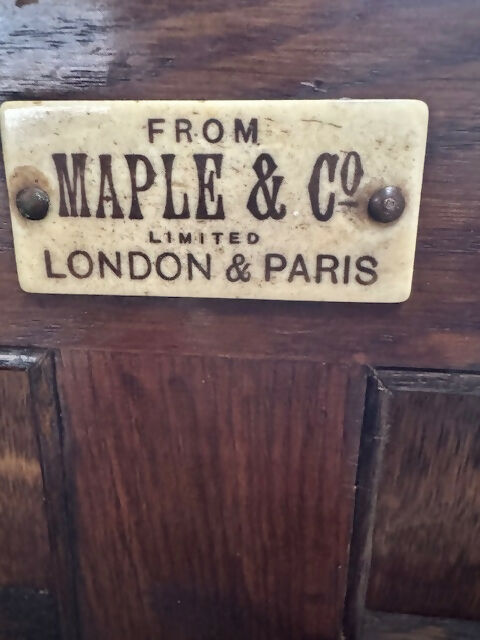 FROM
MAPLE & Co
LIMITED
LONDON & PARIS